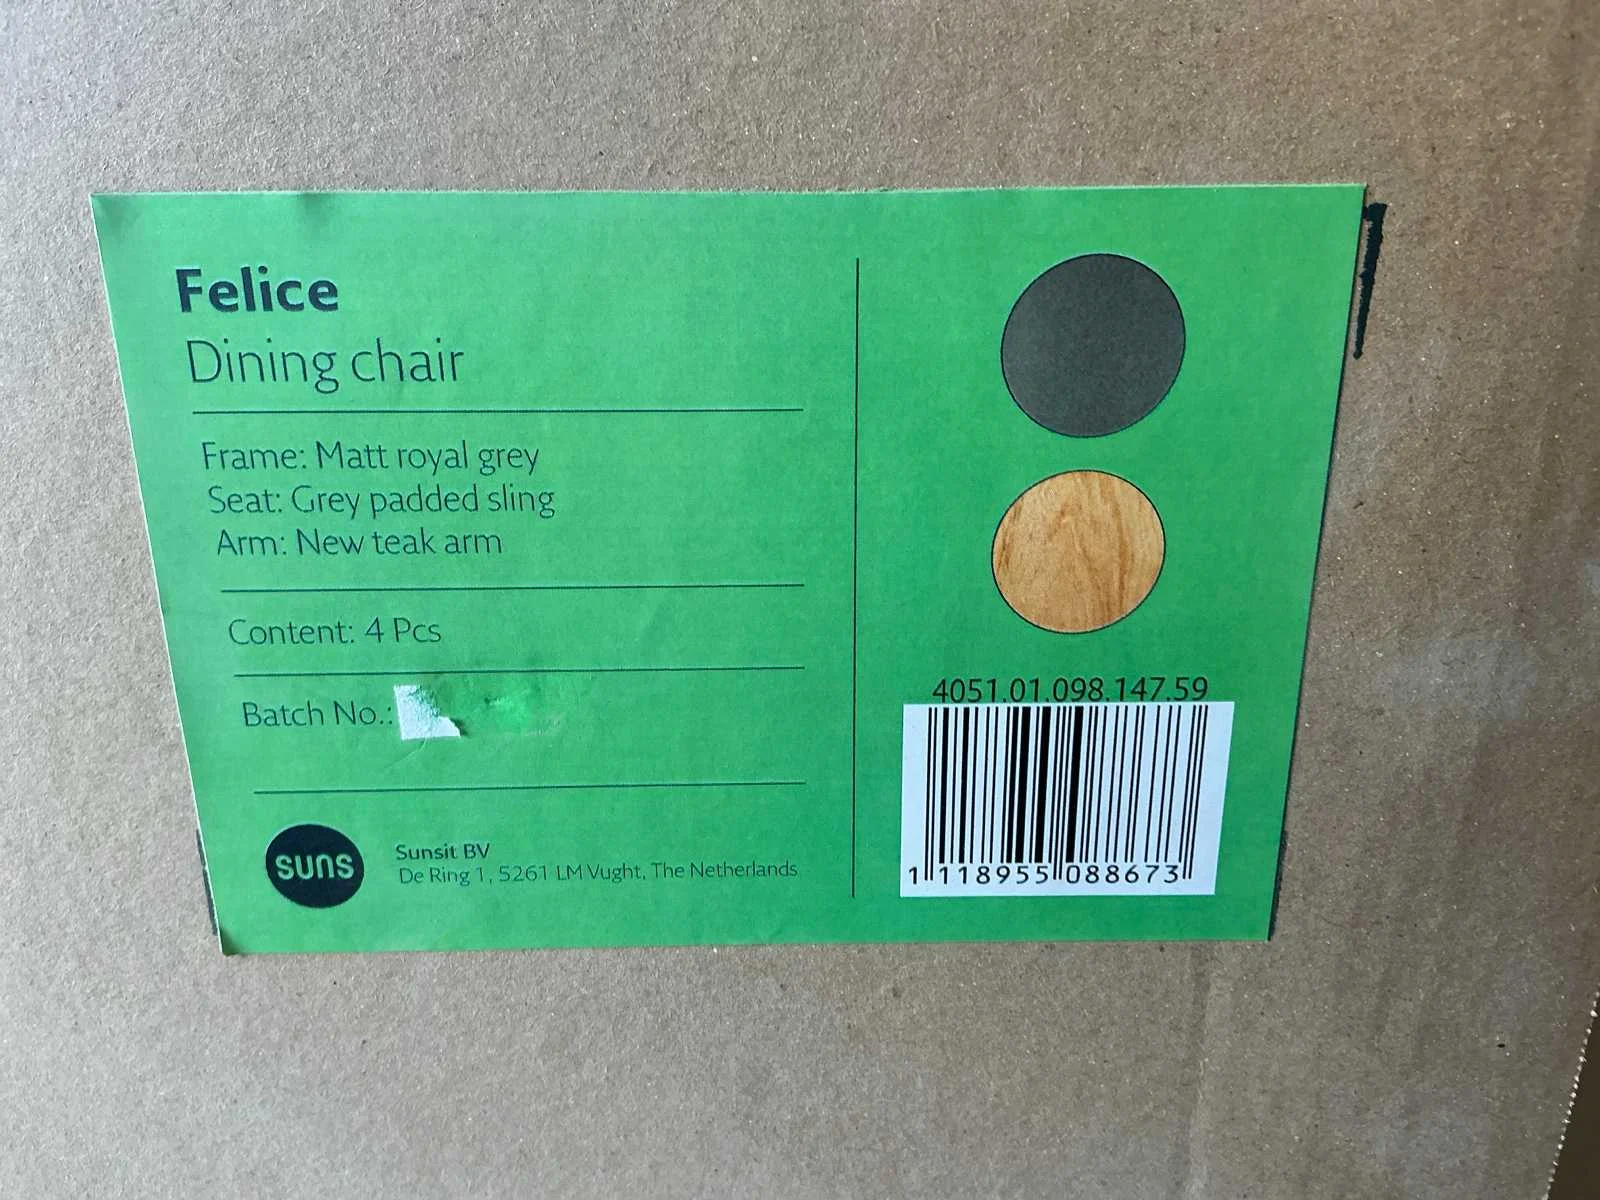 Felice
Dining chair
Frame: Matt royal grey
Seat: Grey padded sling
Arm: New teak arm
Content: 4 Pcs
Batch No.:
suns
Sunsit BV
De Ring 1, 5261 LM Vught, The Netherlands
4051.01.098.147.59
1 118955 088673